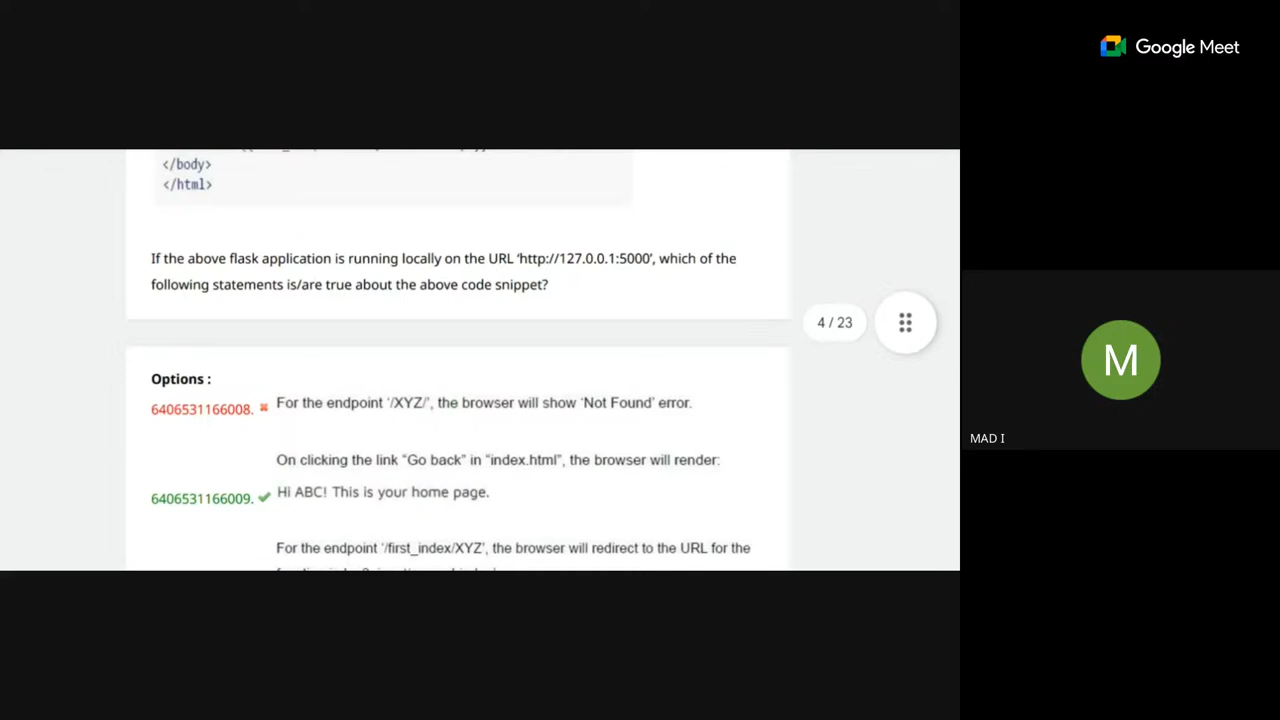 Google Meet
</body>
</html>
If the above flask application is running locally on the URL ‘http://127.0.0.1:5000’, which of the
following statements is/are true about the above code snippet?
4 / 23
Options :
6406531166008. ✖ For the endpoint ‘/XYZ/’, the browser will show ‘Not Found’ error.
On clicking the link “Go back” in “index.html”, the browser will render:
6406531166009. ✔ Hi ABC! This is your home page.
For the endpoint ‘/first_index/XYZ’, the browser will redirect to the URL for the
M
MAD I